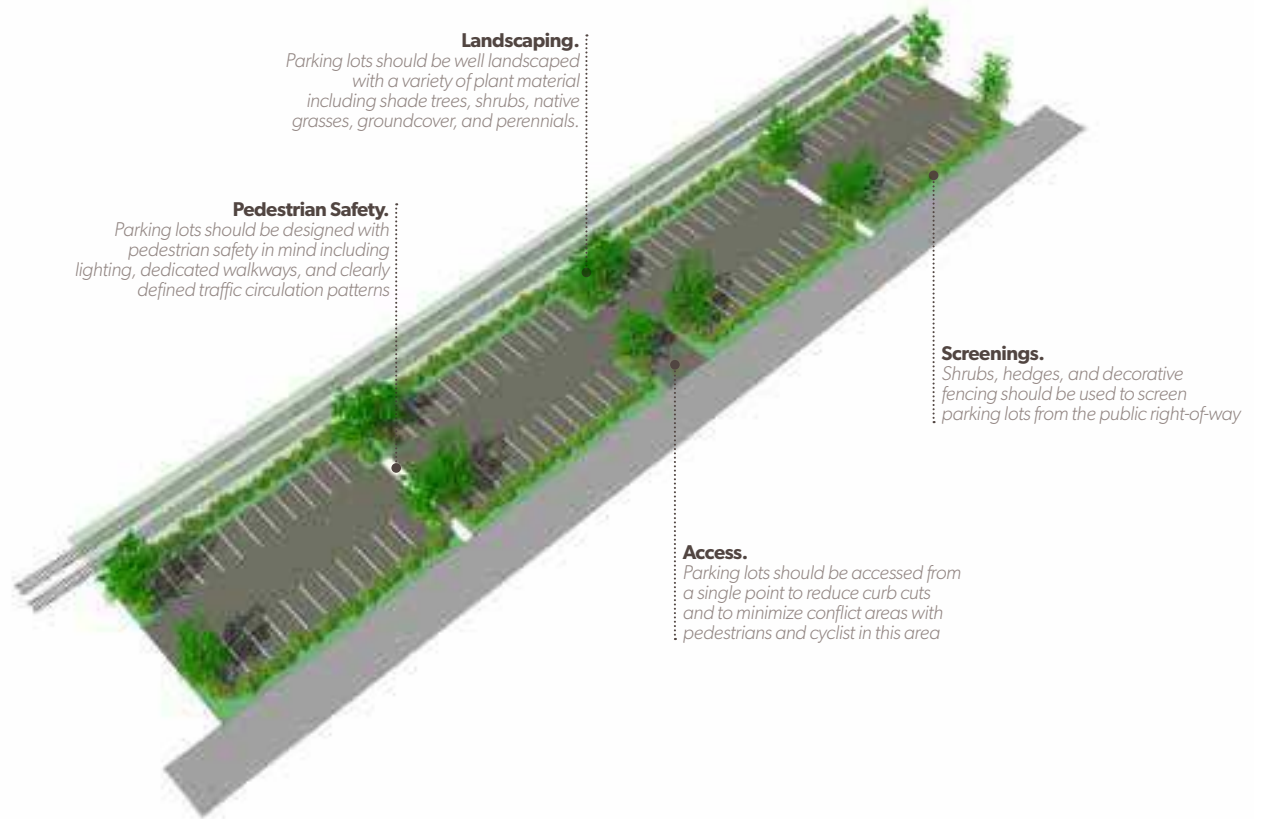 Landscaping.
Parking lots should be well landscaped
with a variety of plant material
including shade trees, shrubs, native
grasses, groundcover, and perennials.
Pedestrian Safety.
Parking lots should be designed with
pedestrian safety in mind including
lighting, dedicated walkways, and clearly
defined traffic circulation patterns
Screenings.
Shrubs, hedges, and decorative
fencing should be used to screen
parking lots from the public right-of-way
Access.
Parking lots should be accessed from
a single point to reduce curb cuts
and to minimize conflict areas with
pedestrians and cyclist in this area